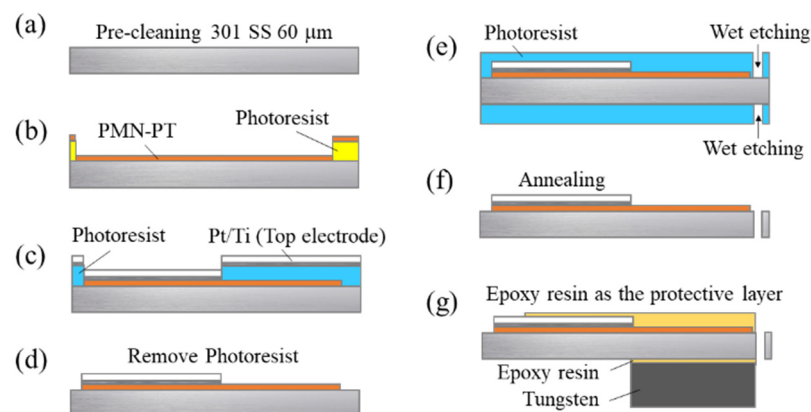 (a)
Pre-cleaning 301 SS 60 μm
(b)
PMN-PT
Photoresist
(c)
Photoresist
Pt/Ti (Top electrode)
(d)
Remove Photoresist
(e)
Photoresist
Wet etching
Wet etching
(f)
Annealing
(g)
Epoxy resin as the protective layer
Epoxy resin
Tungsten